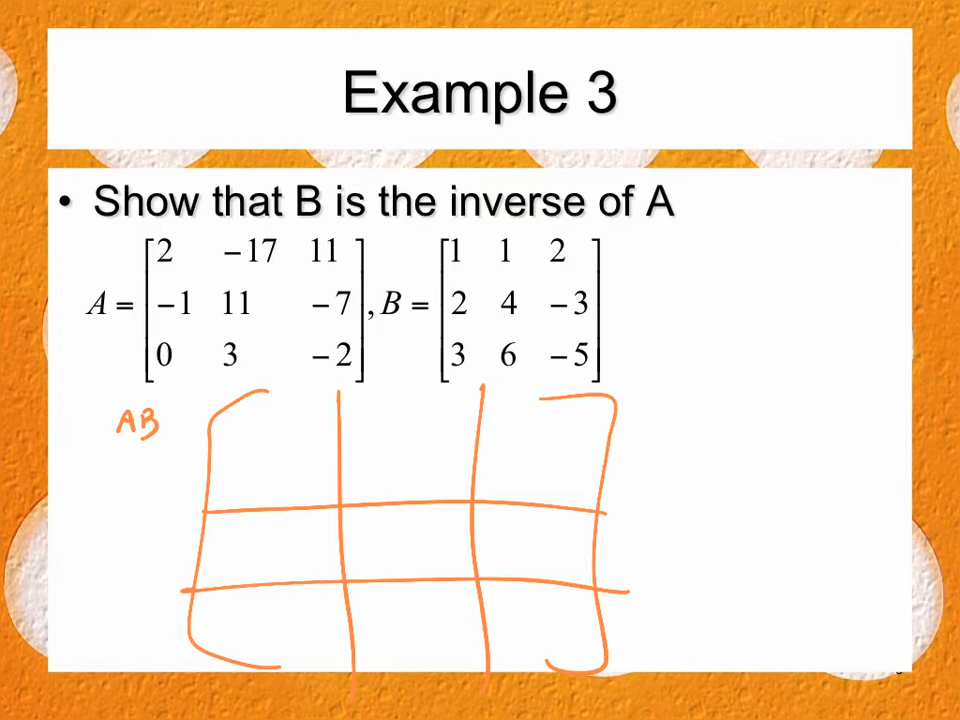 Example 3
• Show that B is the inverse of A
A = [2 −17 11
−1 11 −7
0 3 −2], B = [1 1 2
2 4 −3
3 6 −5]
AB